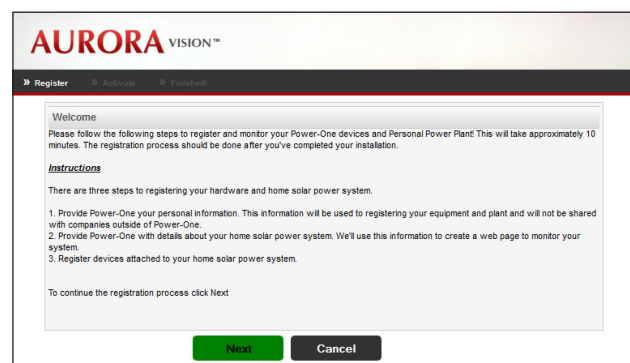 AURORA VISION™
» Register » Activate » Finished!
Welcome
Please follow the following steps to register and monitor your Power-One devices and Personal Power Plant! This will take approximately 10
minutes. The registration process should be done after you've completed your installation.
Instructions
There are three steps to registering your hardware and home solar power system.
1. Provide Power-One your personal information. This information will be used to registering your equipment and plant and will not be shared
with companies outside of Power-One.
2. Provide Power-One with details about your home solar power system. We'll use this information to create a web page to monitor your
system.
3. Register devices attached to your home solar power system.
To continue the registration process click Next
Next Cancel